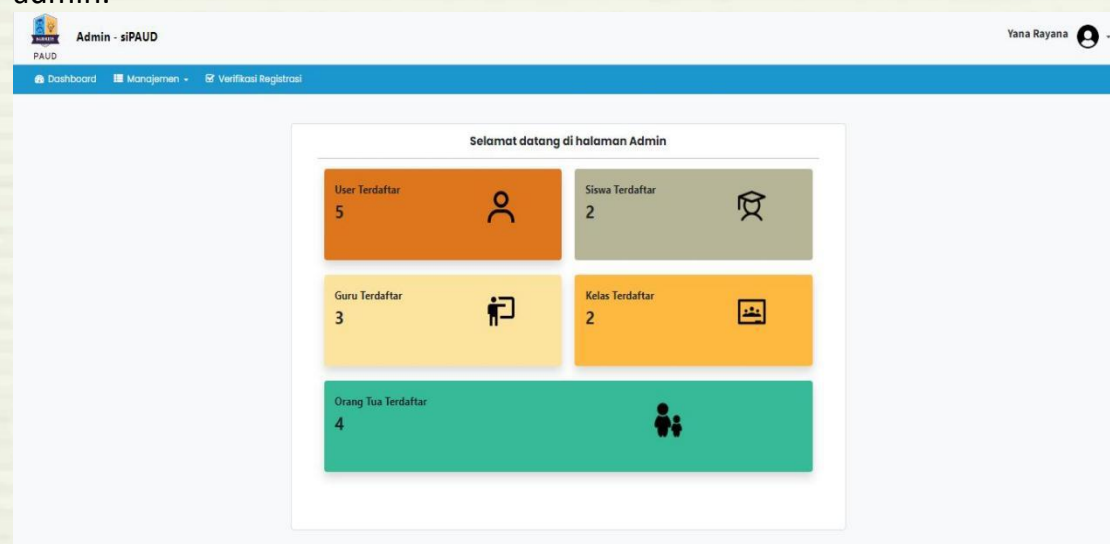 admin.
Admin - siPAUD
Yana Rayana
PAUD
Dashboard Manajemen Verifikasi Registrasi
Selamat datang di halaman Admin
User Terdaftar
5
Siswa Terdaftar
2
Guru Terdaftar
3
Kelas Terdaftar
2
Orang Tua Terdaftar
4